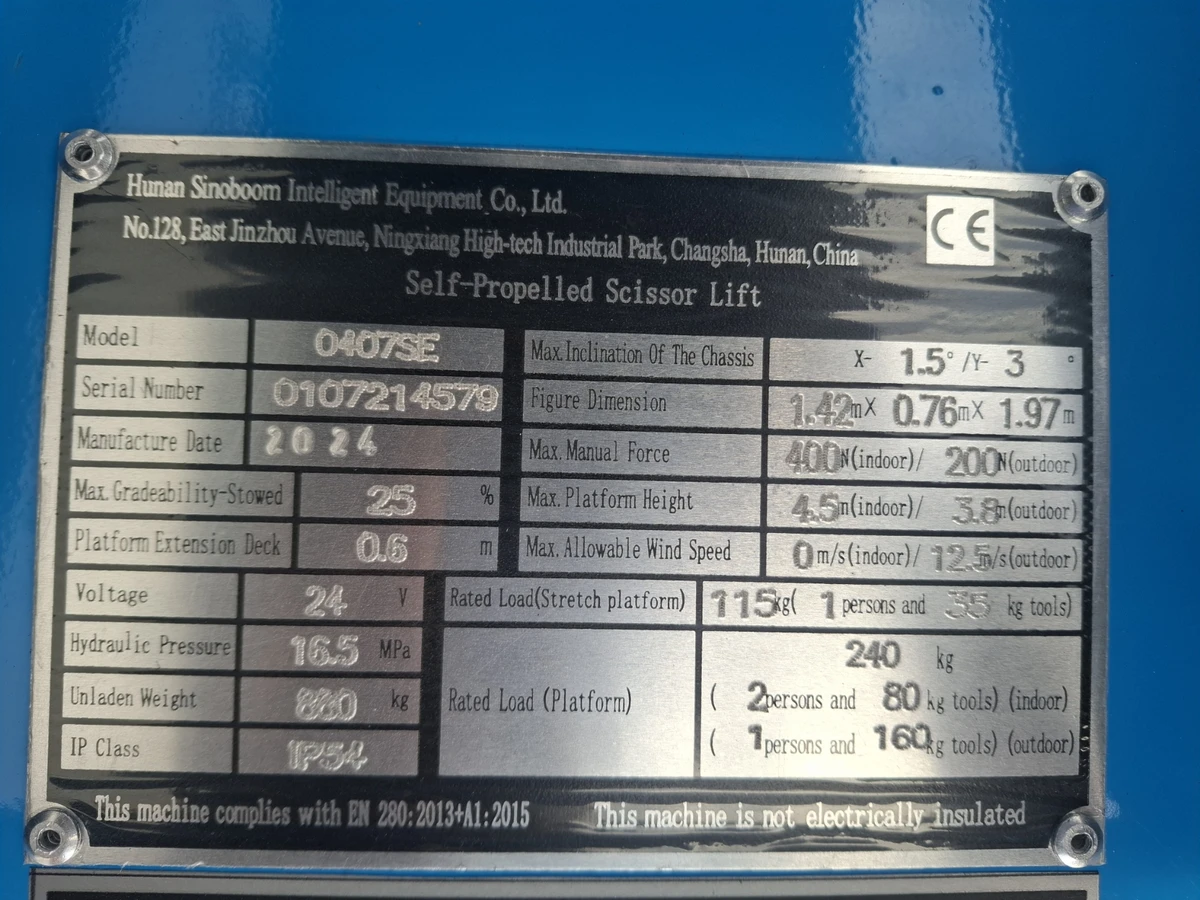 Hunan Sinoboom Intelligent Equipment Co., Ltd.
No.128, East Jinzhou Avenue, Ningxiang High-tech Industrial Park, Changsha, Hunan, China
CE
Self-Propelled Scissor Lift
Model 0407SE
Serial Number 0107214579
Manufacture Date 2024
Max. Gradeability-Stowed 25 %
Platform Extension Deck 0.6 m
Max. Inclination Of The Chassis X- 1.5° /Y- 3 °
Figure Dimension 1.42mX 0.76mX 1.97m
Max. Manual Force 400N(indoor)/ 200N(outdoor)
Max. Platform Height 4.5m(indoor)/ 3.8m(outdoor)
Max. Allowable Wind Speed 0m/s(indoor)/ 12.5m/s(outdoor)
Voltage 24 V
Hydraulic Pressure 16.5 MPa
Unladen Weight 880 kg
IP Class IP54
Rated Load(Stretch platform) 115kg( 1 persons and 35 kg tools)
Rated Load (Platform) 240 kg
( 2persons and 80 kg tools) (indoor)
( 1persons and 160kg tools) (outdoor)
This machine complies with EN 280:2013+A1:2015 This machine is not electrically insulated